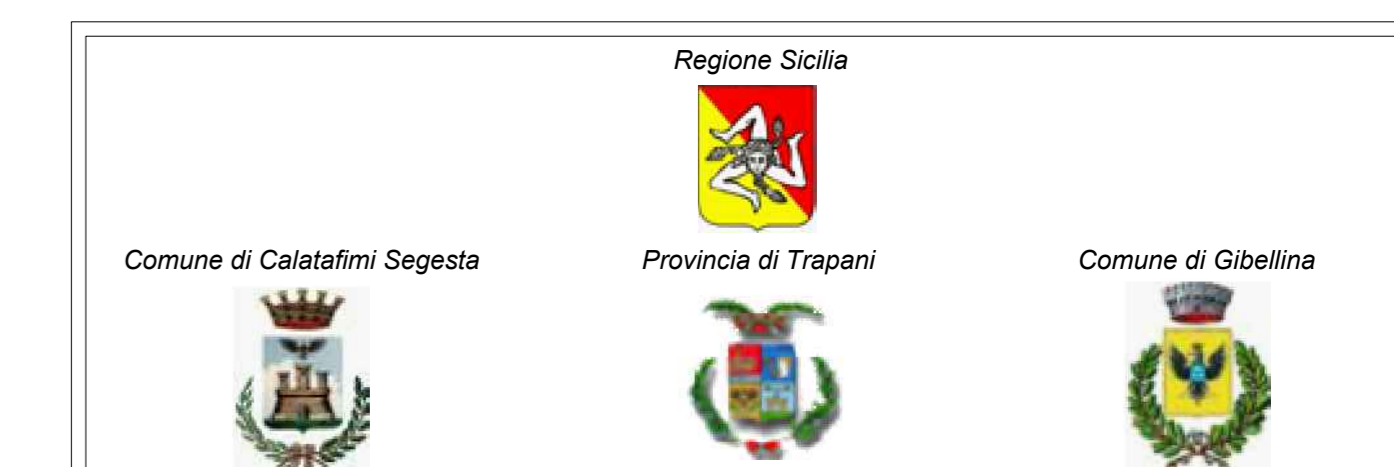 Regione Sicilia
Comune di Calatafimi Segesta Provincia di Trapani Comune di Gibellina